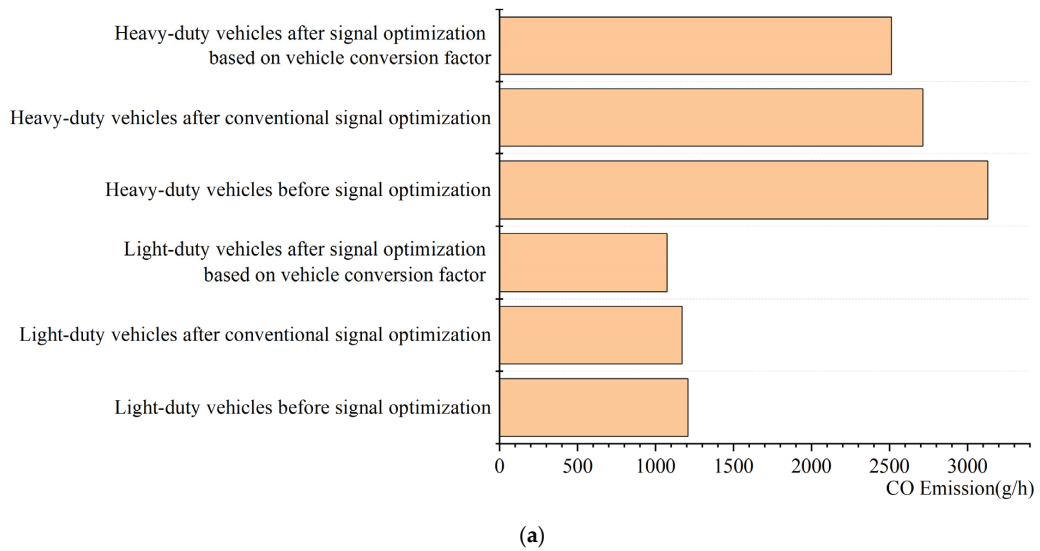 Heavy-duty vehicles after signal optimization
based on vehicle conversion factor
Heavy-duty vehicles after conventional signal optimization
Heavy-duty vehicles before signal optimization
Light-duty vehicles after signal optimization
based on vehicle conversion factor
Light-duty vehicles after conventional signal optimization
Light-duty vehicles before signal optimization
0 500 1000 1500 2000 2500 3000
CO Emission(g/h)
(a)